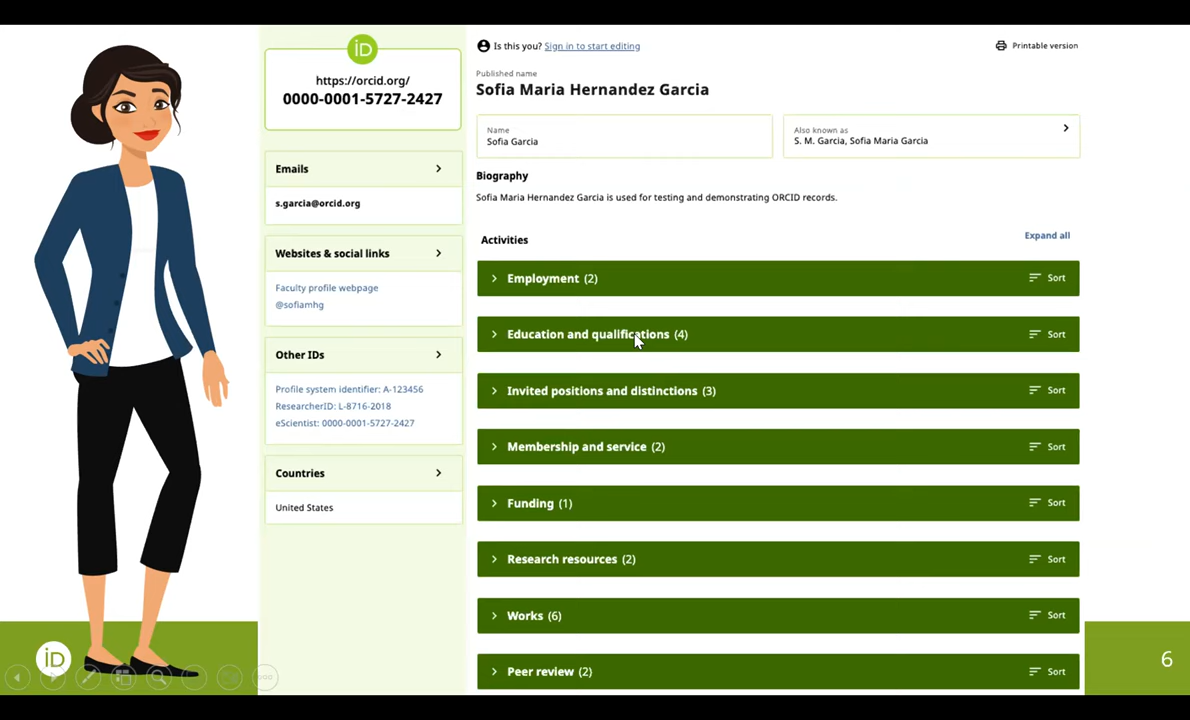 iD
https://orcid.org/
0000-0001-5727-2427
Emails
s.garcia@orcid.org
Websites & social links
Faculty profile webpage
@sofiamhg
Other IDs
Profile system identifier: A-123456
ResearcherID: L-8716-2018
eScientist: 0000-0001-5727-2427
Countries
United States
Is this you? Sign in to start editing
Printable version
Published name
Sofia Maria Hernandez Garcia
Name
Sofia Garcia
Also known as
S. M. Garcia, Sofia Maria Garcia
Biography
Sofia Maria Hernandez Garcia is used for testing and demonstrating ORCID records.
Activities
Expand all
Employment (2) Sort
Education and qualifications (4) Sort
Invited positions and distinctions (3) Sort
Membership and service (2) Sort
Funding (1) Sort
Research resources (2) Sort
Works (6) Sort
Peer review (2) Sort
iD
6